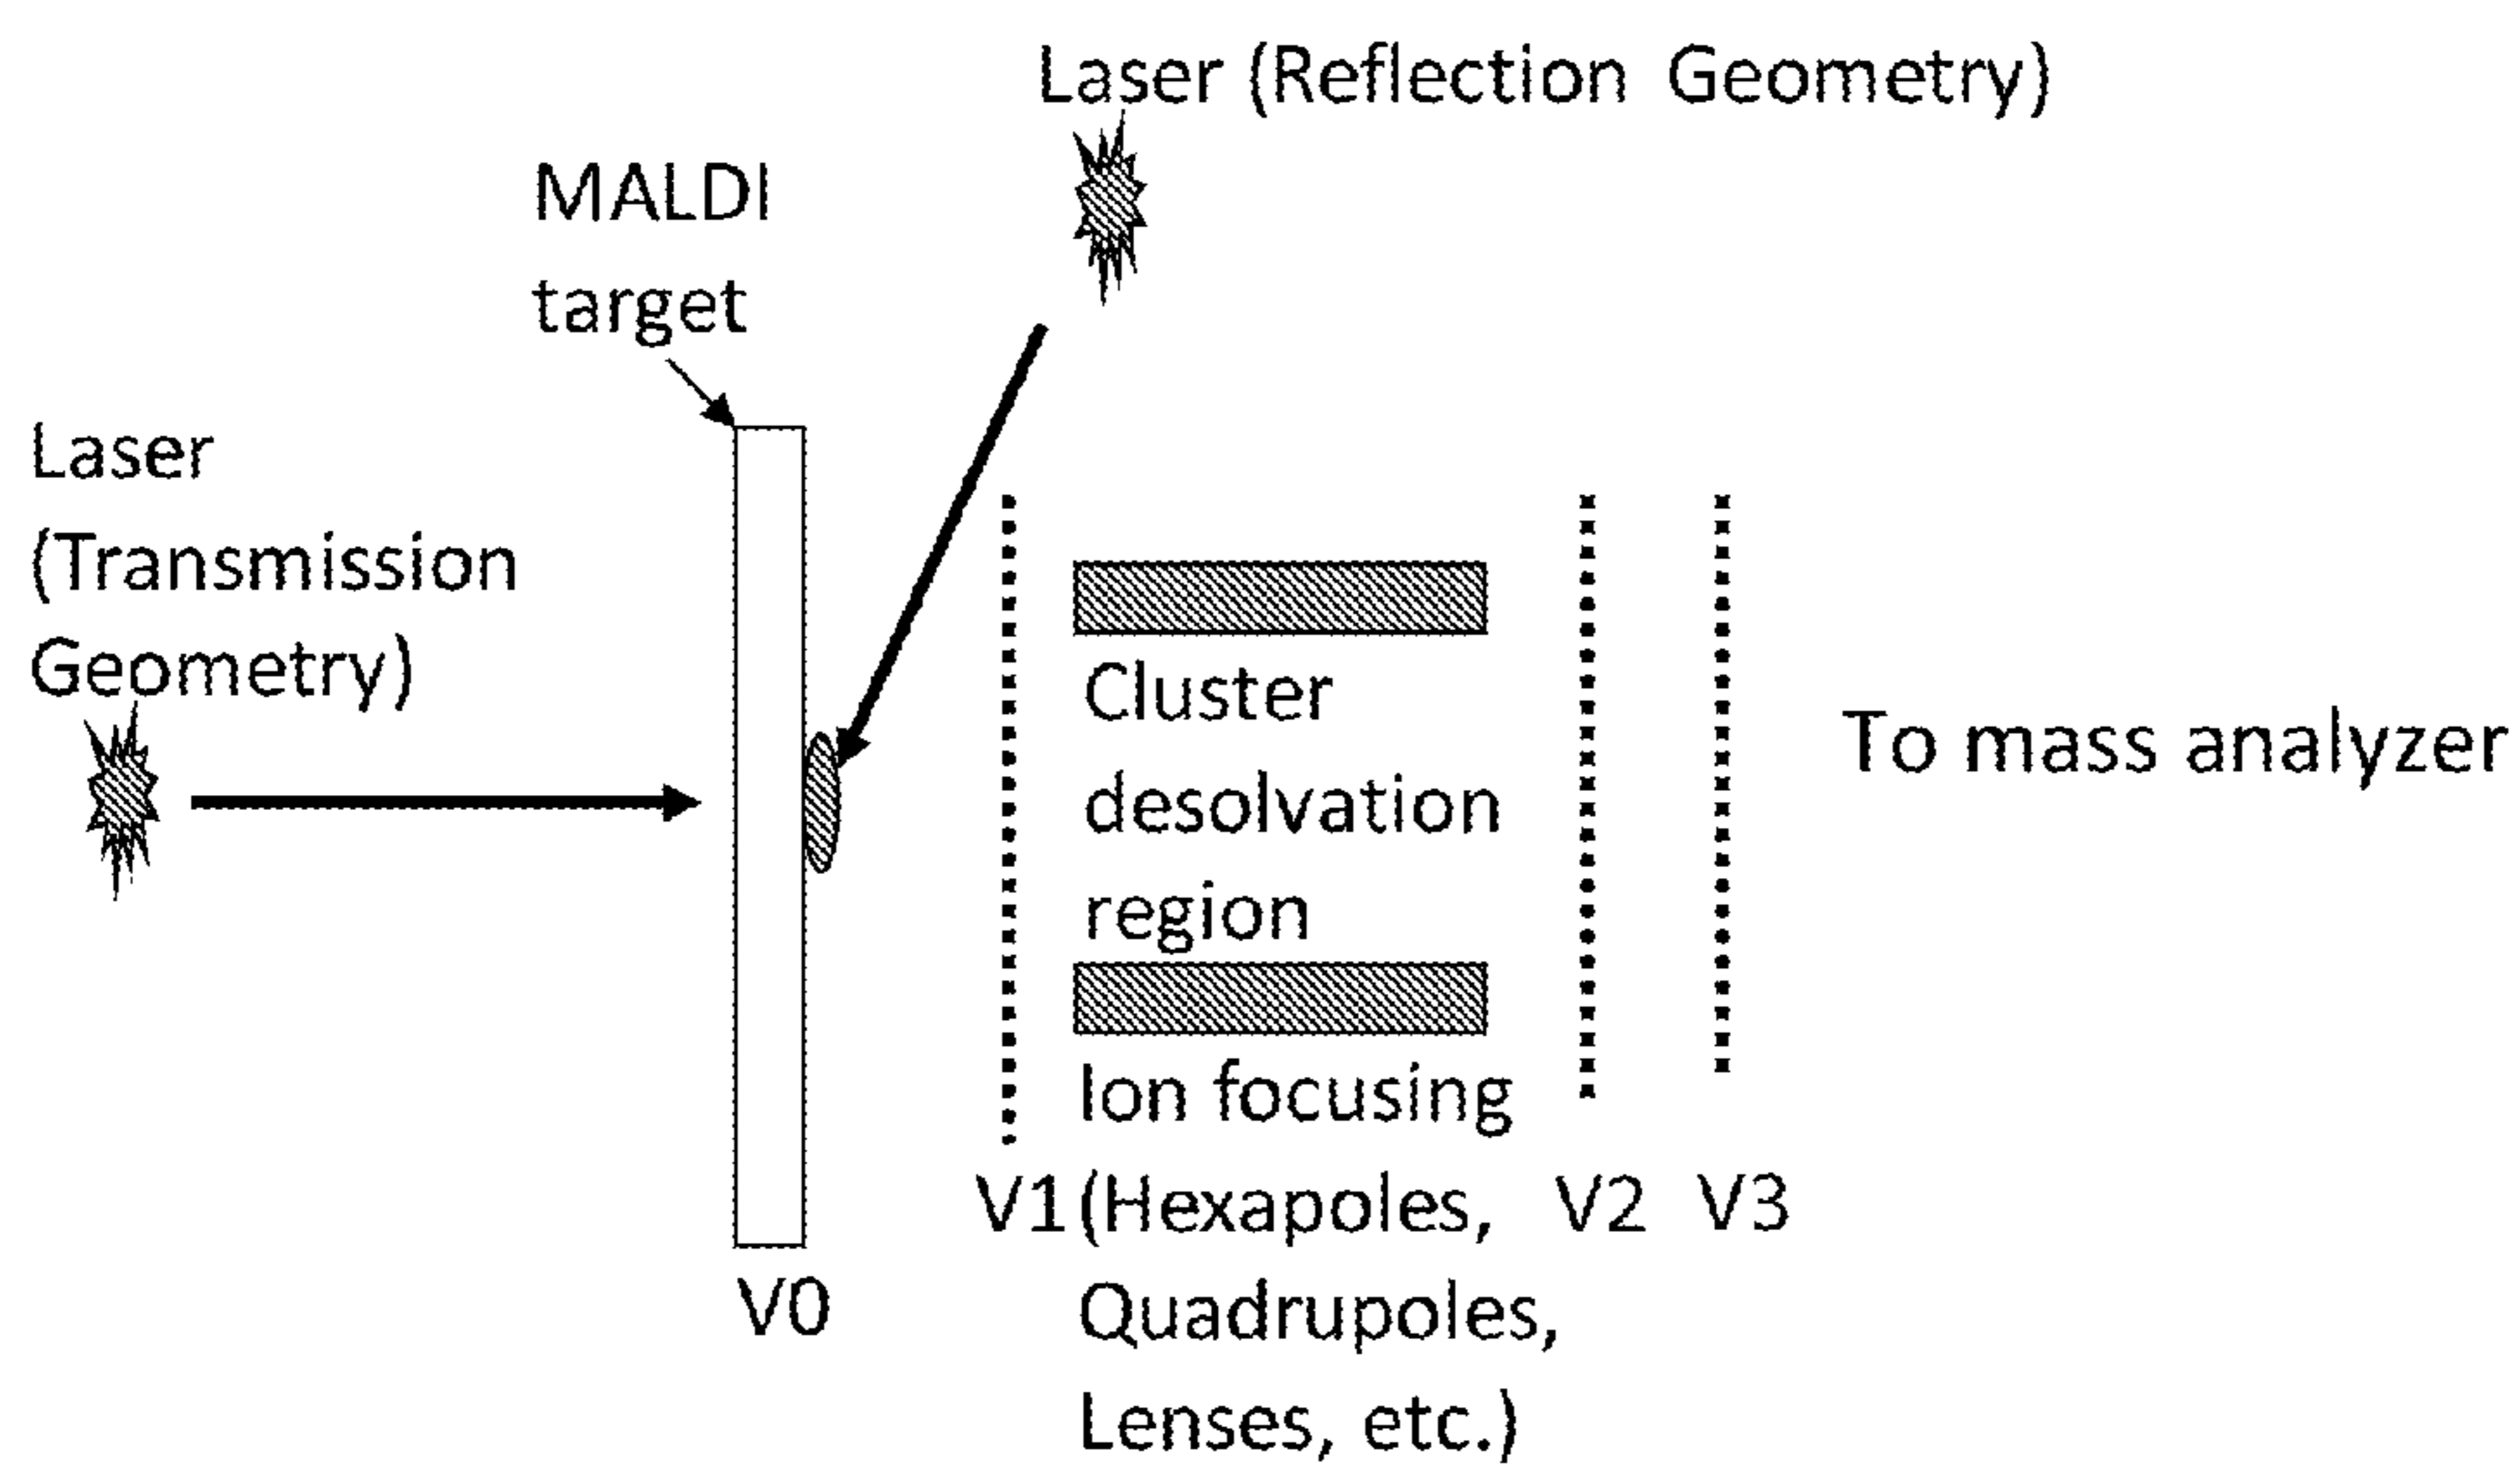 Laser (Reflection Geometry)
MALDI
target
Laser
(Transmission
Geometry)
Cluster
desolvation
region
To mass analyzer
Ion focusing
V1 (Hexapoles, V2 V3
Quadrupoles,
Lenses, etc.)
V0